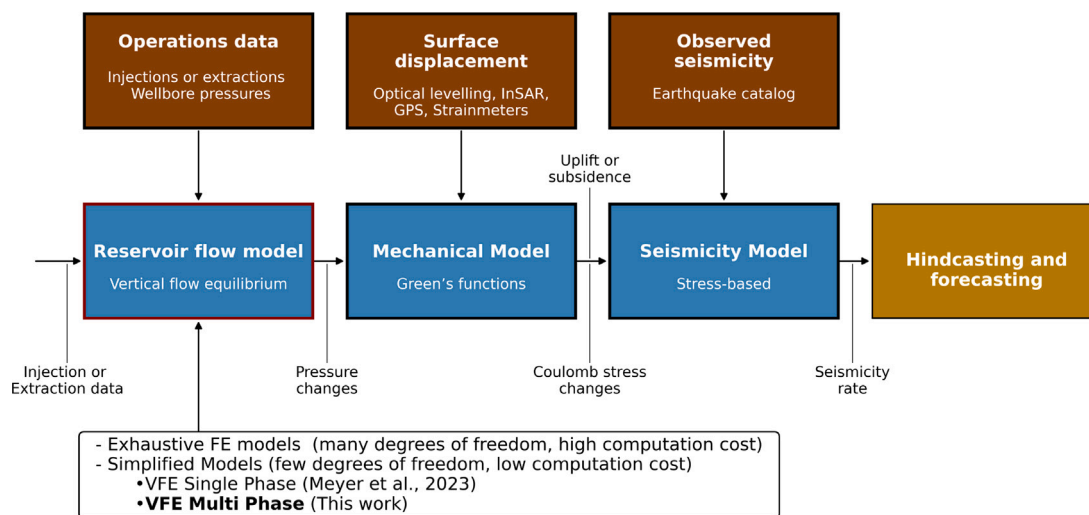 Operations data
Injections or extractions
Wellbore pressures
Surface
displacement
Optical levelling, InSAR,
GPS, Strainmeters
Observed
seismicity
Earthquake catalog
Uplift or
subsidence
Reservoir flow model
Vertical flow equilibrium
Mechanical Model
Green’s functions
Seismicity Model
Stress-based
Hindcasting and
forecasting
Injection or
Extraction data
Pressure
changes
Coulomb stress
changes
Seismicity
rate
- Exhaustive FE models (many degrees of freedom, high computation cost)
- Simplified Models (few degrees of freedom, low computation cost)
•VFE Single Phase (Meyer et al., 2023)
•VFE Multi Phase (This work)